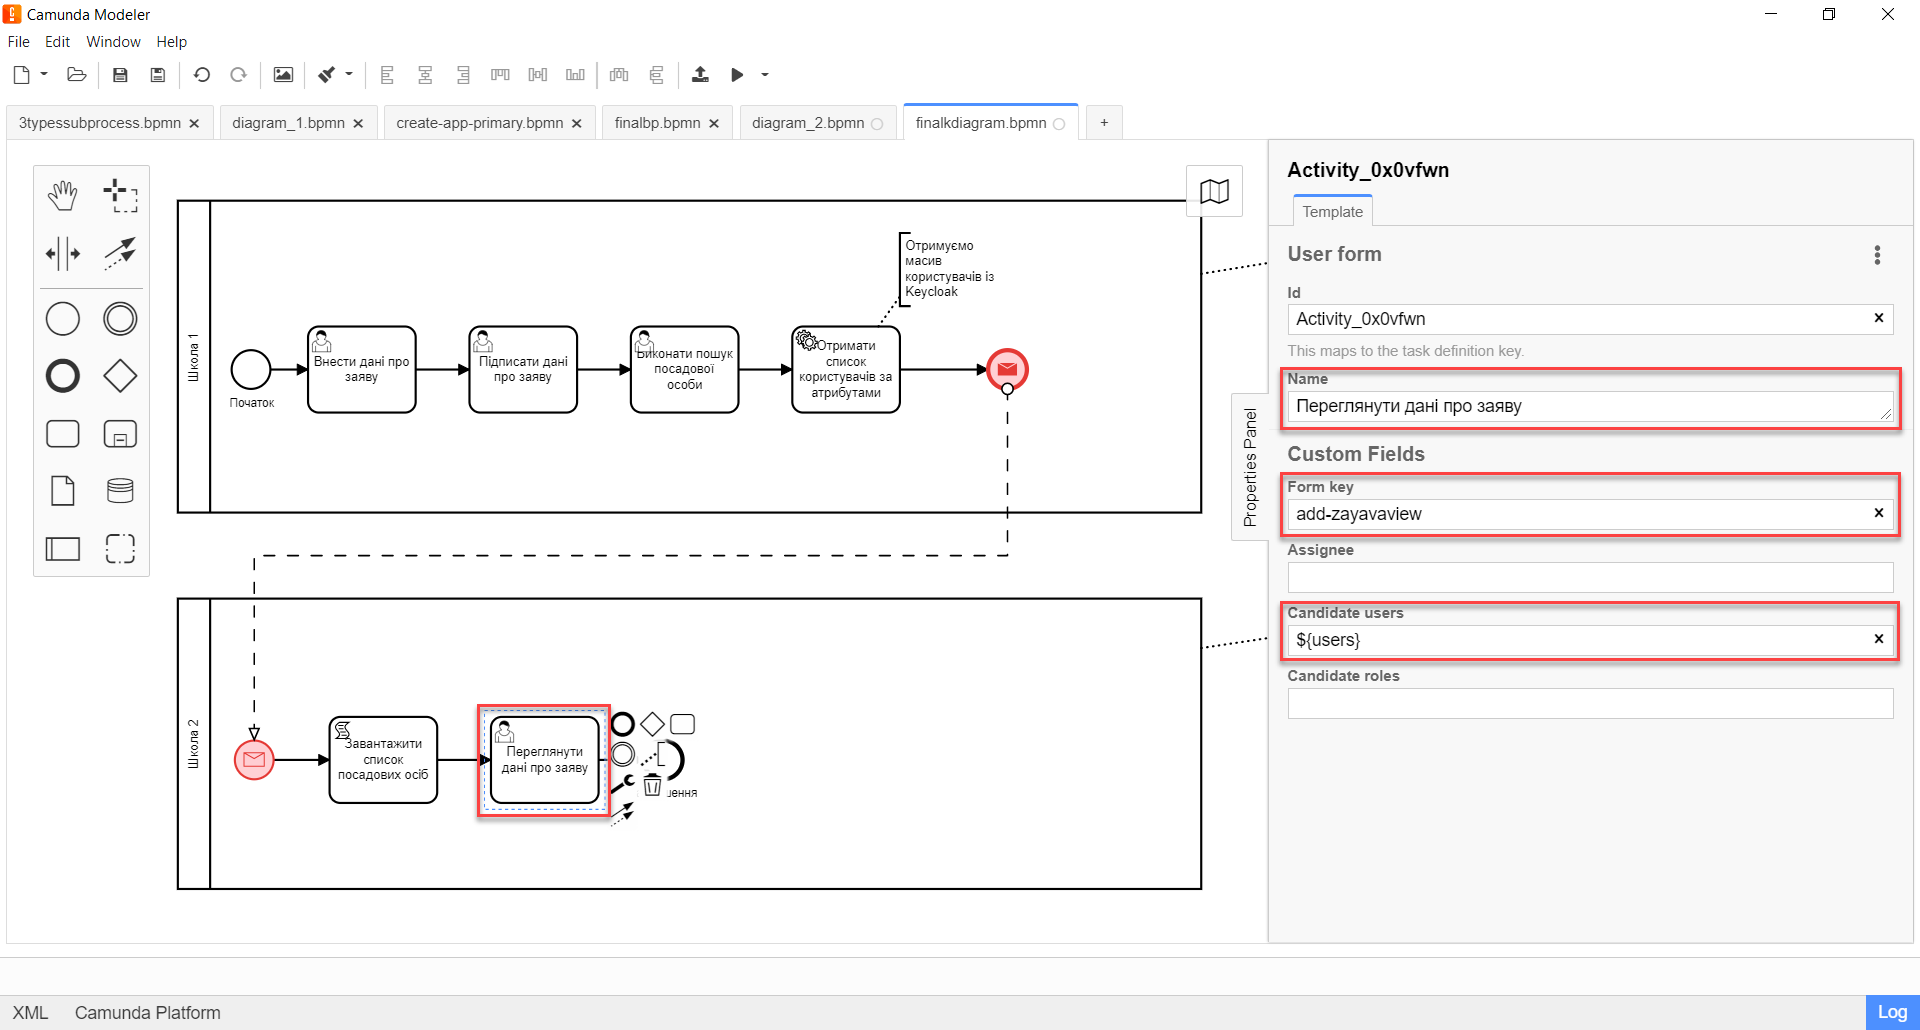 Camunda Modeler
File Edit Window Help
3typessubprocess.bpmn
diagram_1.bpmn
create-app-primary.bpmn
finalbp.bpmn
diagram_2.bpmn
finalkdiagram.bpmn
+
Школа 1
Початок
Внести дані про
заяву
Підписати дані
про заяву
Виконати пошук
посадової
особи
Отримати
список
користувачів за
атрибутами
Отримуємо
масив
користувачів із
Keycloak
Школа 2
Завантажити
список
посадових осіб
Переглянути
дані про заяву
шення
Properties Panel
Activity_0x0vfwn
Template
User form
Id
Activity_0x0vfwn
This maps to the task definition key.
Name
Переглянути дані про заяву
Custom Fields
Form key
add-zayavaview
Assignee
Candidate users
${users}
Candidate roles
XML
Camunda Platform
Log